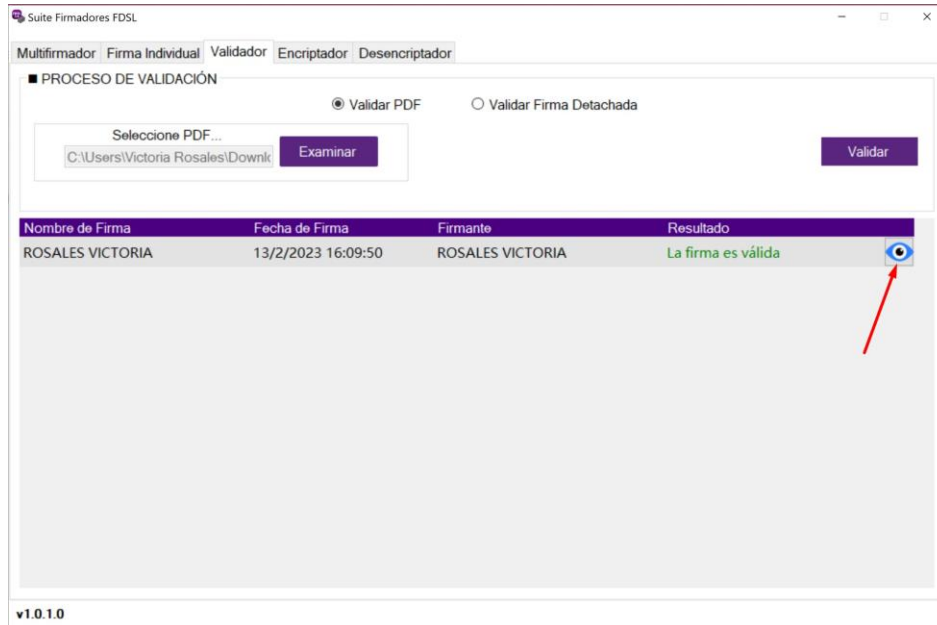 Suite Firmadores FDSL
Multifirmador Firma Individual Validador Encriptador Desencriptador
PROCESO DE VALIDACIÓN
Validar PDF Validar Firma Detachada
Seleccione PDF...
C:\Users\Victoria Rosales\Downl Examinar Validar
Nombre de Firma Fecha de Firma Firmante Resultado
ROSALES VICTORIA 13/2/2023 16:09:50 ROSALES VICTORIA La firma es válida
v1.0.1.0